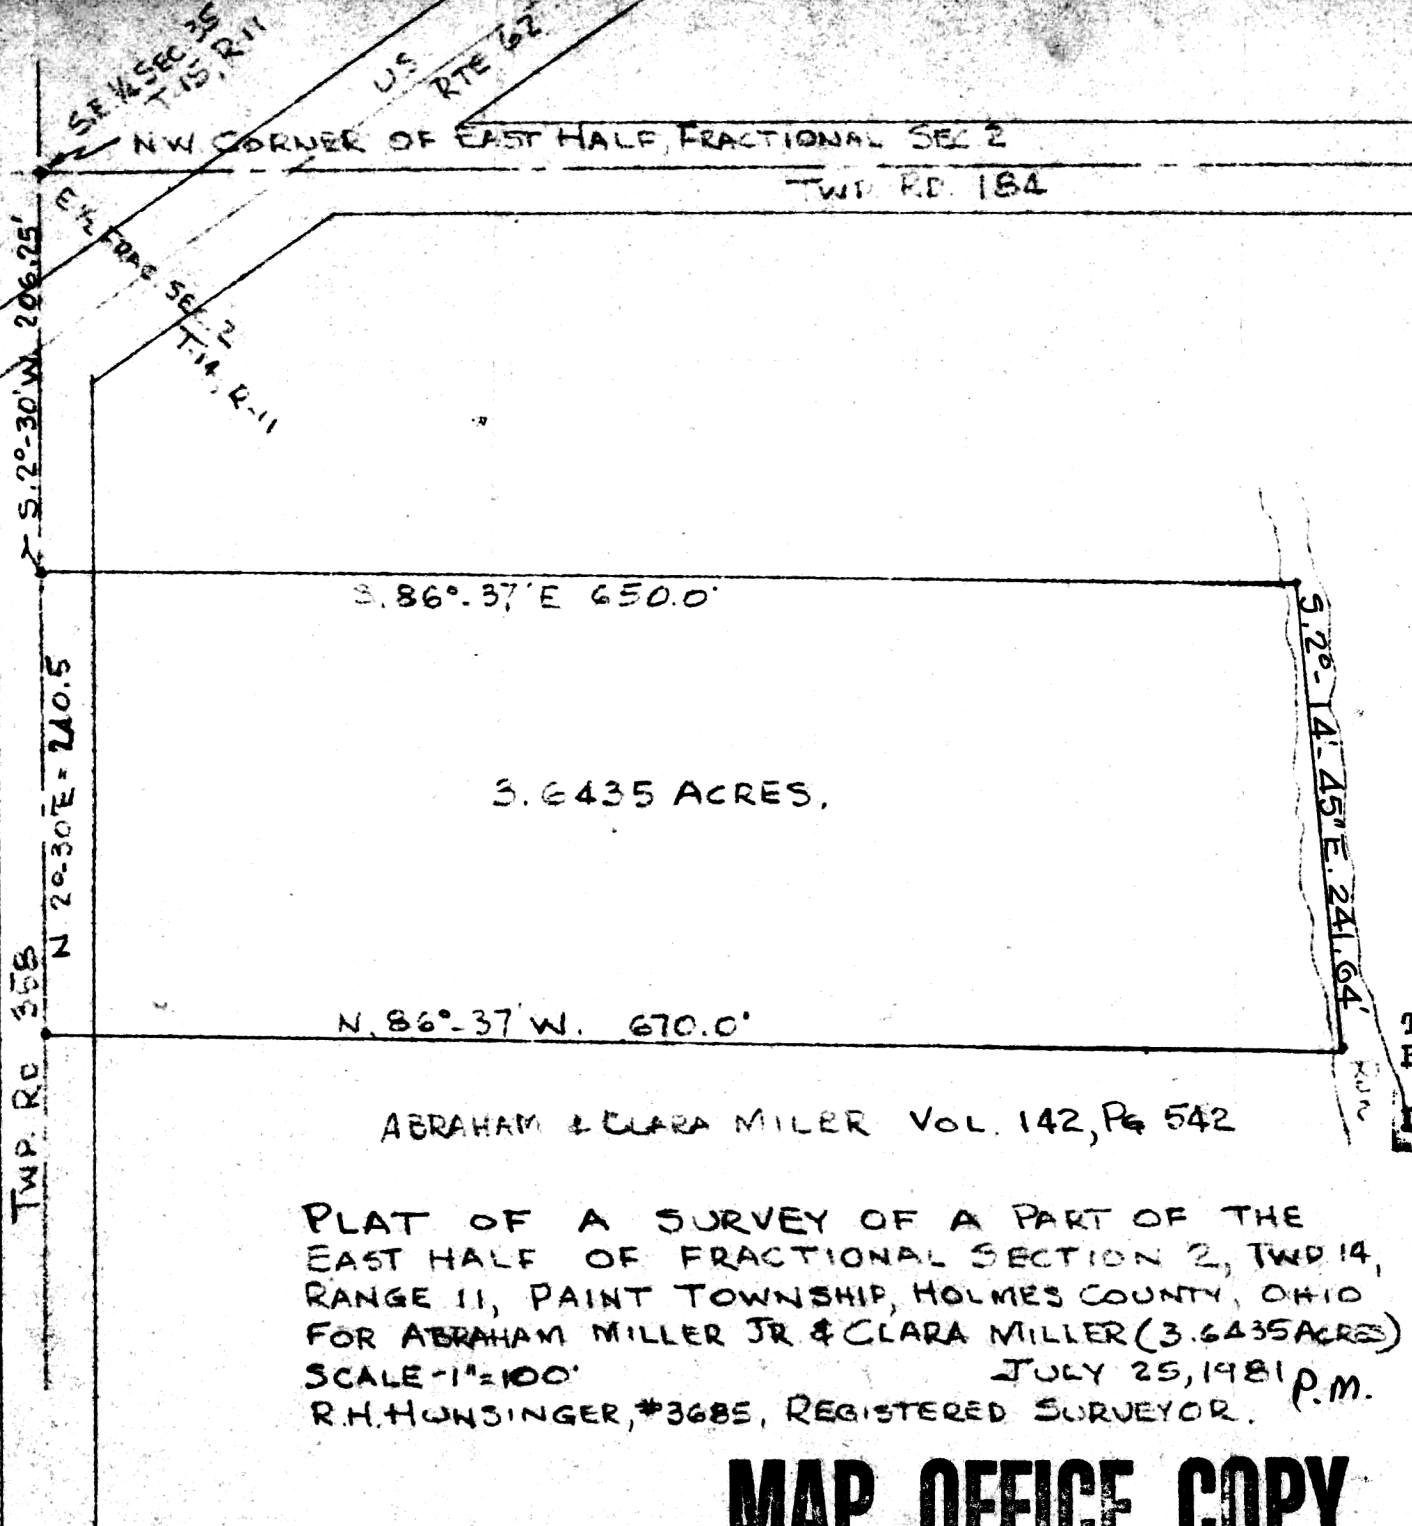 S.E. 1/4 SEC 35
T-15, R-11
US
RTE 62
N.W. CORNER OF EAST HALF, FRACTIONAL SEC 2
TWP. RD. 184
E 1/2 FRAC. SEC. 2
T-14, R-11
S. 2°-30' W. 206.25'
S. 86°-37' E 650.0'
S. 2°-14'-45" E. 241.64'
N 2°-30' E = 240.5
3.6435 ACRES.
TWP. RD 358
N. 86°-37' W. 670.0'
RUN
ABRAHAM & CLARA MILLER VOL. 142, PG 542
PLAT OF A SURVEY OF A PART OF THE
EAST HALF OF FRACTIONAL SECTION 2, TWP 14,
RANGE 11, PAINT TOWNSHIP, HOLMES COUNTY, OHIO
FOR ABRAHAM MILLER JR & CLARA MILLER (3.6435 ACRES)
SCALE - 1" = 100'
JULY 25, 1981 P.M.
R.H. HUNSINGER, #3685, REGISTERED SURVEYOR.
MAP OFFICE COPY